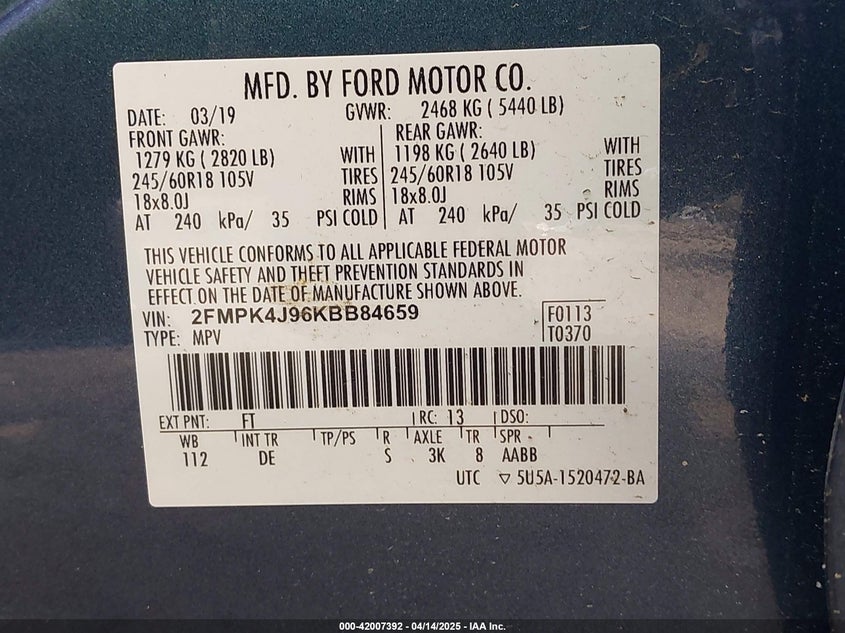 MFD. BY FORD MOTOR CO.
DATE: 03/19 GVWR: 2468 KG ( 5440 LB)
FRONT GAWR: REAR GAWR:
1279 KG ( 2820 LB) WITH 1198 KG ( 2640 LB) WITH
245/60R18 105V TIRES 245/60R18 105V TIRES
18x8.0J RIMS 18x8.0J RIMS
AT 240 kPa/ 35 PSI COLD AT 240 kPa/ 35 PSI COLD
THIS VEHICLE CONFORMS TO ALL APPLICABLE FEDERAL MOTOR
VEHICLE SAFETY AND THEFT PREVENTION STANDARDS IN
EFFECT ON THE DATE OF MANUFACTURE SHOWN ABOVE.
VIN: 2FMPK4J96KBB84659 F0113
TYPE: MPV T0370
EXT PNT: FT RC: 13 DSO:
WB INT TR TP/PS R AXLE TR SPR
112 DE S 3K 8 AABB
UTC ▽ 5U5A-1520472-BA
000-42007392 - 04/14/2025 - IAA Inc.